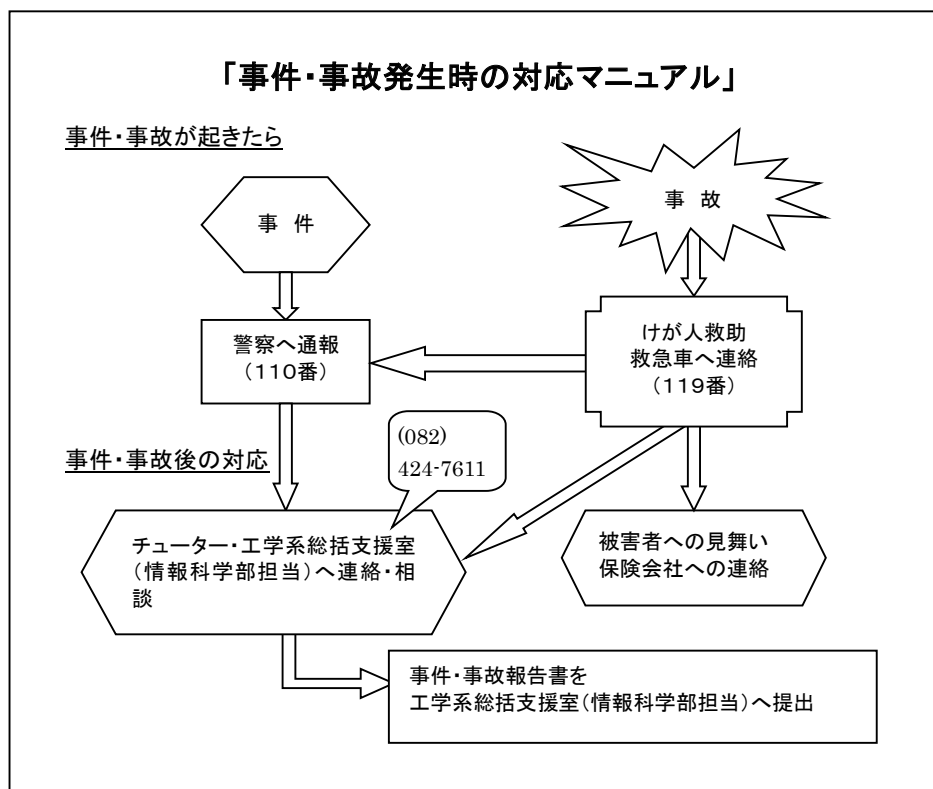 「事件・事故発生時の対応マニュアル」
事件・事故が起きたら
事　件
事　故
警察へ通報
（110番）
けが人救助
救急車へ連絡
（119番）
事件・事故後の対応
(082)
424-7611
チューター・工学系総括支援室
（情報科学部担当）へ連絡・相
談
被害者への見舞い
保険会社への連絡
事件・事故報告書を
工学系総括支援室（情報科学部担当）へ提出